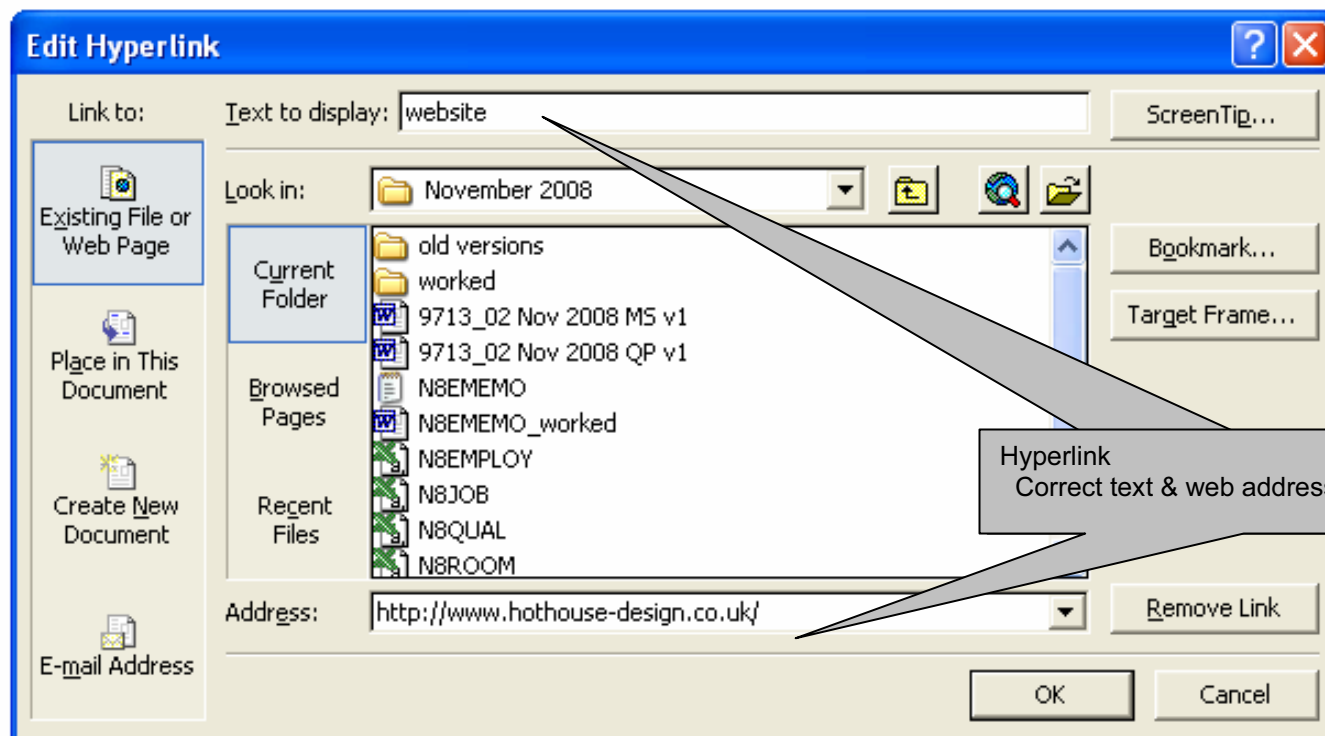 Edit Hyperlink
Link to:
Text to display: website
ScreenTip...
Existing File or
Web Page
Look in: November 2008
Current
Folder
old versions
worked
9713_02 Nov 2008 MS v1
9713_02 Nov 2008 QP v1
N8EMEMO
N8EMEMO_worked
N8EMPLOY
N8JOB
N8QUAL
N8ROOM
Bookmark...
Target Frame...
Place in This
Document
Browsed
Pages
Create New
Document
Recent
Files
Hyperlink
Correct text & web address
Address: http://www.hothouse-design.co.uk/
Remove Link
E-mail Address
OK
Cancel